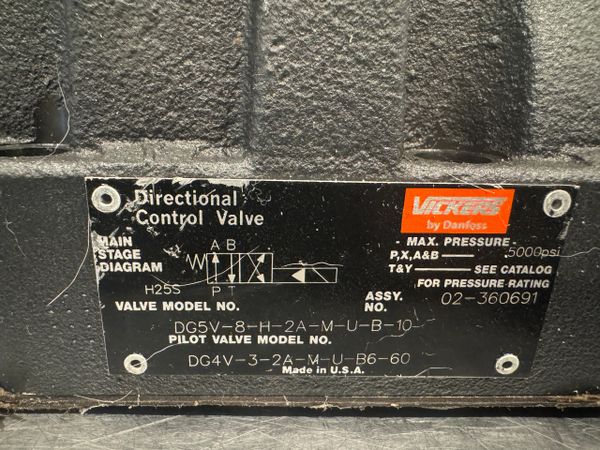 Directional
Control Valve
VICKERS
by Danfoss
MAIN
STAGE
DIAGRAM
A B
P T
H25S
- MAX. PRESSURE -
P,X,A&B — 5000psi
T&Y — SEE CATALOG
FOR PRESSURE RATING
VALVE MODEL NO.
ASSY.
NO.
02-360691
DG5V-8-H-2A-M-U-B-10
PILOT VALVE MODEL NO.
DG4V-3-2A-M-U-B6-60
Made in U.S.A.